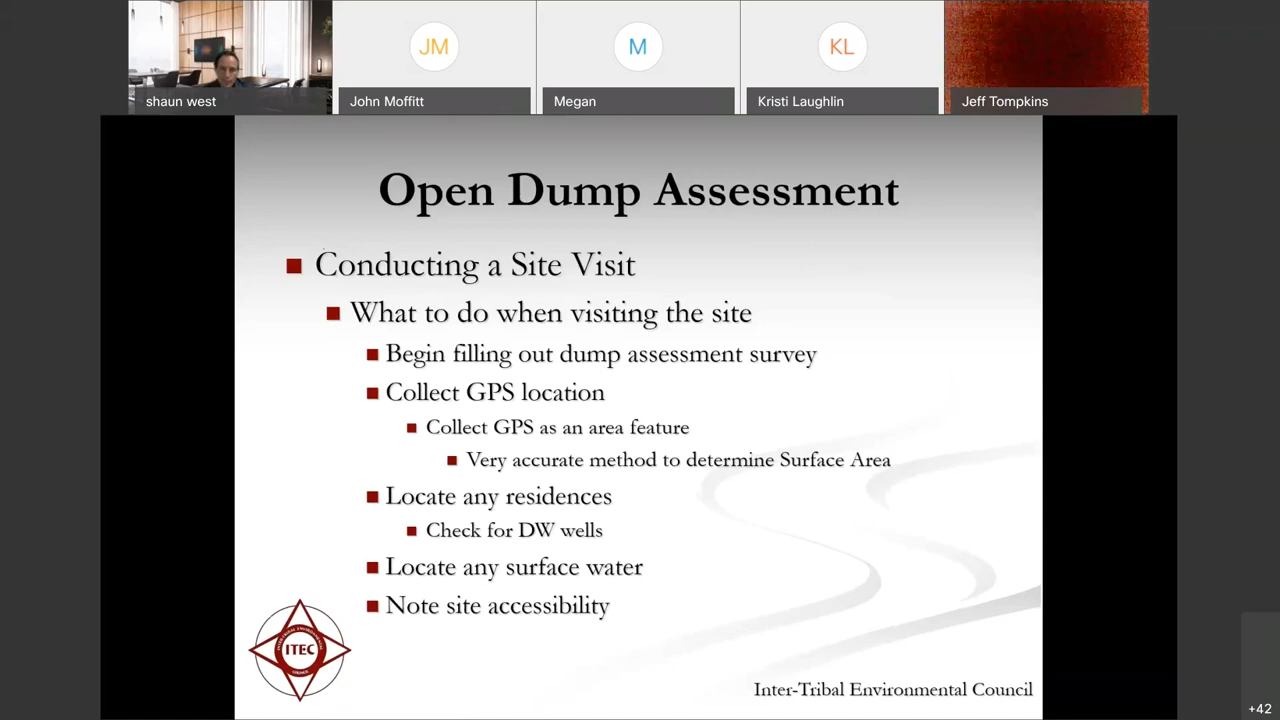 JM
M
KL
shaun west
John Moffitt
Megan
Kristi Laughlin
Jeff Tompkins
Open Dump Assessment
Conducting a Site Visit
What to do when visiting the site
Begin filling out dump assessment survey
Collect GPS location
Collect GPS as an area feature
Very accurate method to determine Surface Area
Locate any residences
Check for DW wells
Locate any surface water
Note site accessibility
ITEC
Inter-Tribal Environmental Council
+42